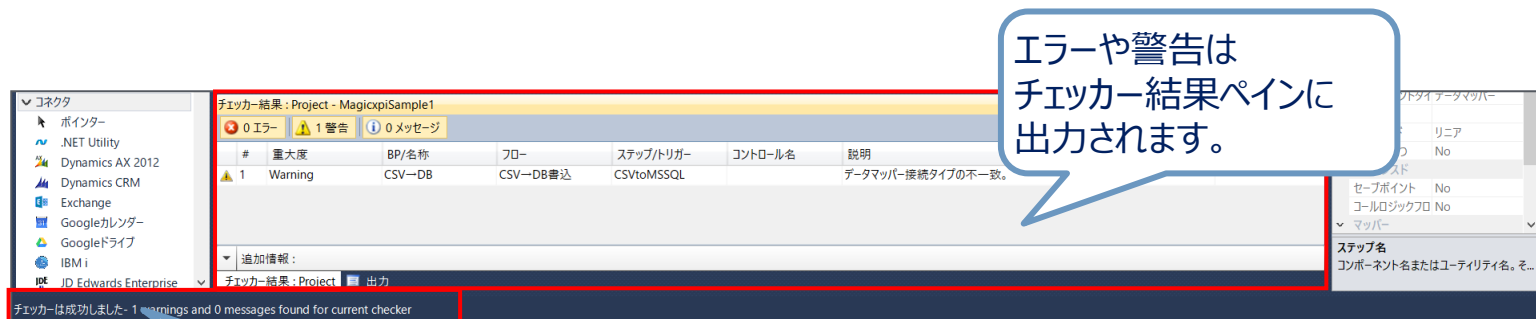 エラーや警告は
チェッカー結果ペインに
出力されます。
コネクタ
ポインター
.NET Utility
Dynamics AX 2012
Dynamics CRM
Exchange
Googleカレンダー
Googleドライブ
IBM i
JD Edwards Enterprise
チェッカー結果 : Project - MagicxpiSample1
0 エラー 1 警告 0 メッセージ
# 重大度 BP/名称 フロー ステップ/トリガー コントロール名 説明
1 Warning CSV→DB CSV→DB書込 CSVtoMSSQL データマッパー接続タイプの不一致。
追加情報 :
チェッカー結果 : Project 出力
データマッパー
リニア
No
セーブポイント No
コールロジックフロ No
マッパー
ステップ名
コンポーネント名またはユーティリティ名。そ...
チェッカーは成功しました- 1 warnings and 0 messages found for current checker